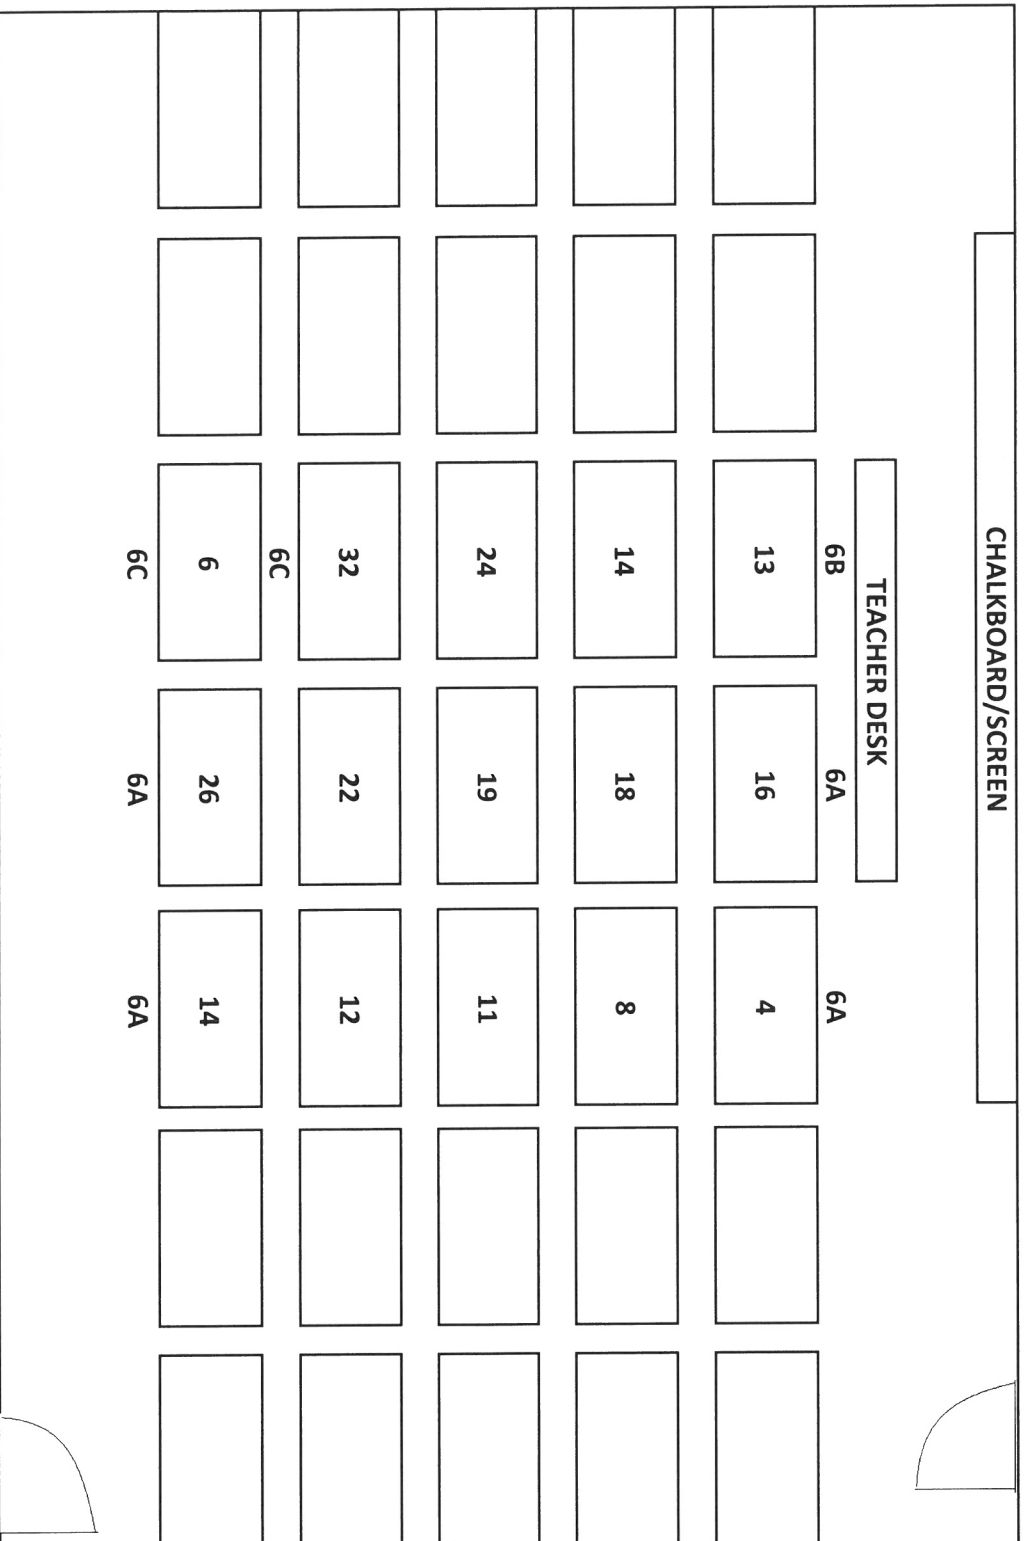 CHALKBOARD/SCREEN
TEACHER DESK
6B 6A 6A
13 16 4
14 18 8
24 19 11
32 22 12
6C
6 26 14
6C 6A 6A